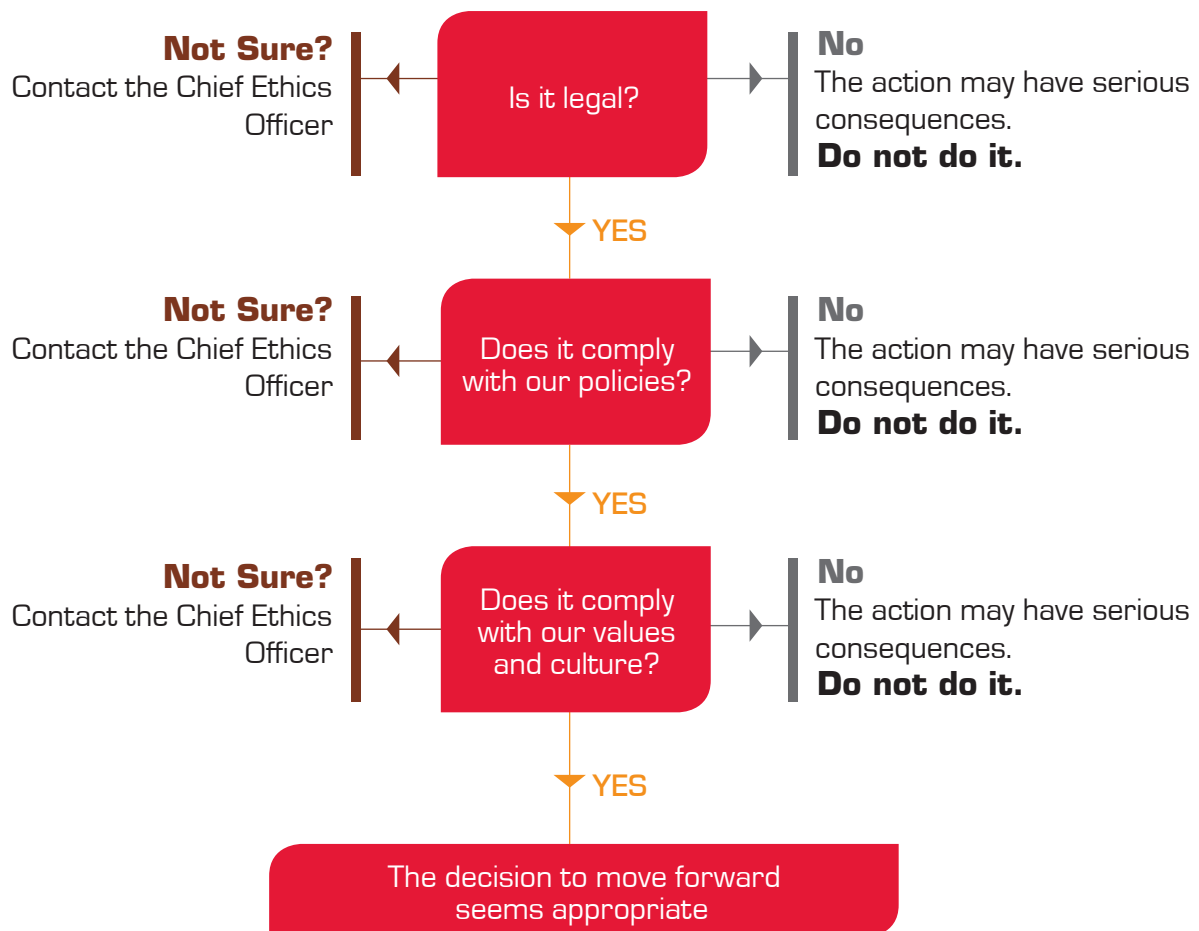 Not Sure?
Contact the Chief Ethics
Officer
Is it legal?
No
The action may have serious
consequences.
Do not do it.
YES
Not Sure?
Contact the Chief Ethics
Officer
Does it comply
with our policies?
No
The action may have serious
consequences.
Do not do it.
YES
Not Sure?
Contact the Chief Ethics
Officer
Does it comply
with our values
and culture?
No
The action may have serious
consequences.
Do not do it.
YES
The decision to move forward
seems appropriate